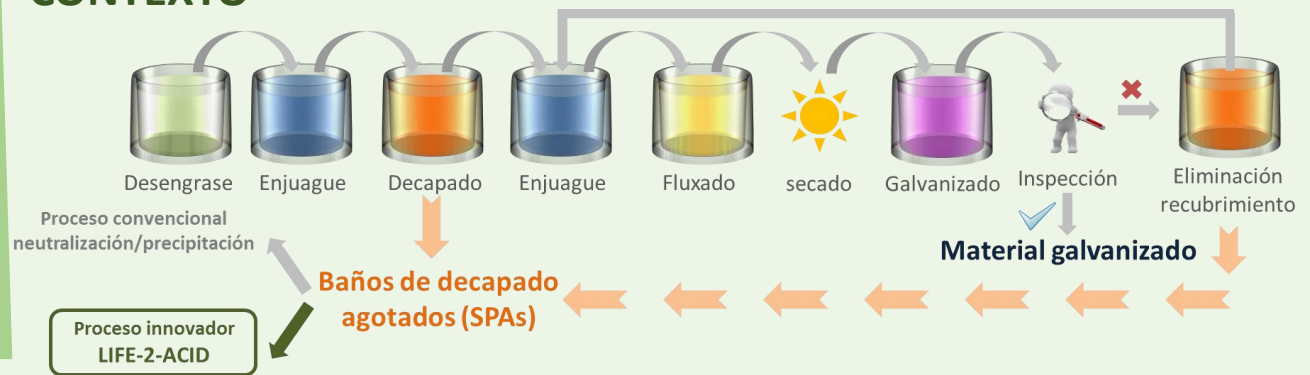 CONTEXTO
Desengrase
Enjuague
Decapado
Enjuague
Fluxado
secado
Galvanizado
Inspección
Eliminación
recubrimiento
Proceso convencional
neutralización/precipitación
Material galvanizado
Baños de decapado
agotados (SPAs)
Proceso innovador
LIFE-2-ACID